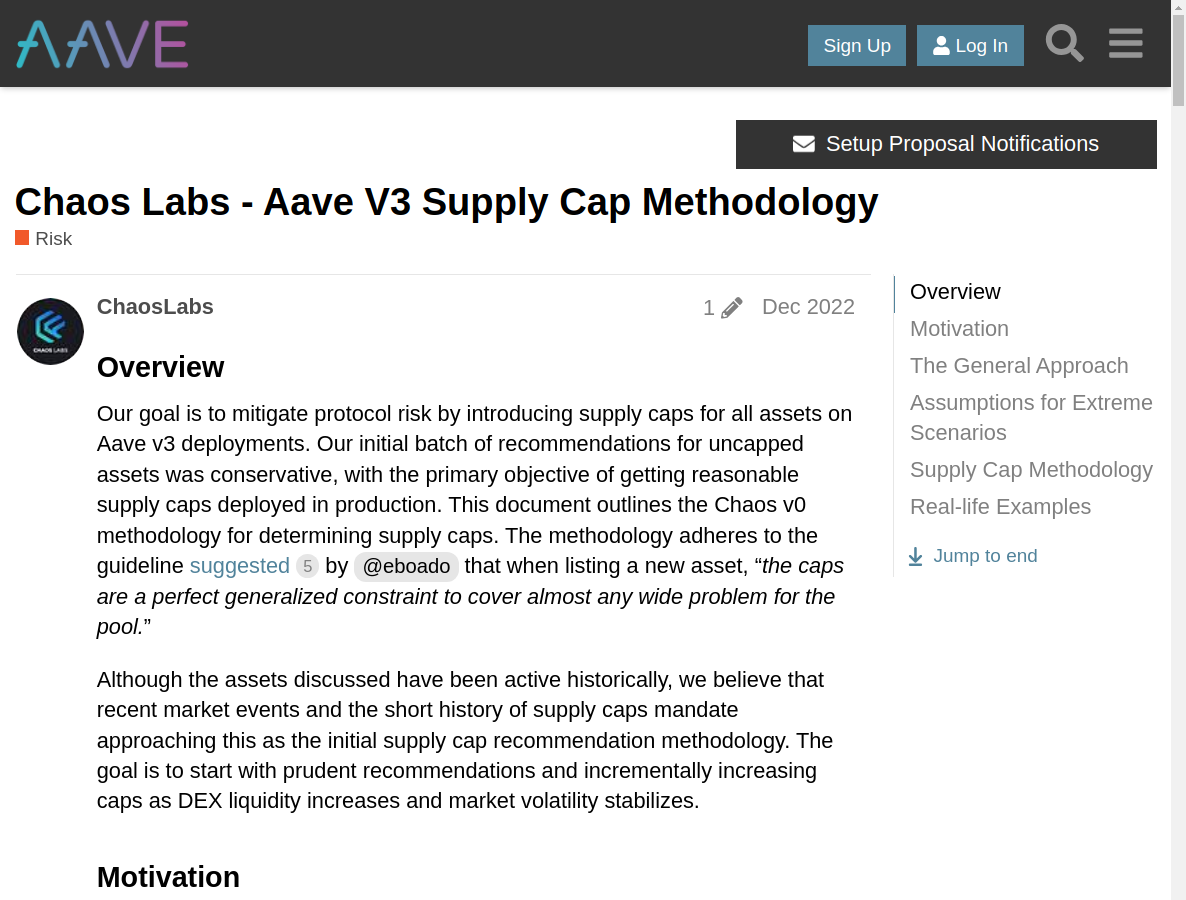 AAVE
Sign Up
Log In
Setup Proposal Notifications
Chaos Labs - Aave V3 Supply Cap Methodology
Risk
ChaosLabs
1
Dec 2022
CHAOS LABS
Overview
Our goal is to mitigate protocol risk by introducing supply caps for all assets on
Aave v3 deployments. Our initial batch of recommendations for uncapped
assets was conservative, with the primary objective of getting reasonable
supply caps deployed in production. This document outlines the Chaos v0
methodology for determining supply caps. The methodology adheres to the
guideline suggested 5 by @eboado that when listing a new asset, “the caps
are a perfect generalized constraint to cover almost any wide problem for the
pool.”
Although the assets discussed have been active historically, we believe that
recent market events and the short history of supply caps mandate
approaching this as the initial supply cap recommendation methodology. The
goal is to start with prudent recommendations and incrementally increasing
caps as DEX liquidity increases and market volatility stabilizes.
Motivation
Overview
Motivation
The General Approach
Assumptions for Extreme
Scenarios
Supply Cap Methodology
Real-life Examples
Jump to end